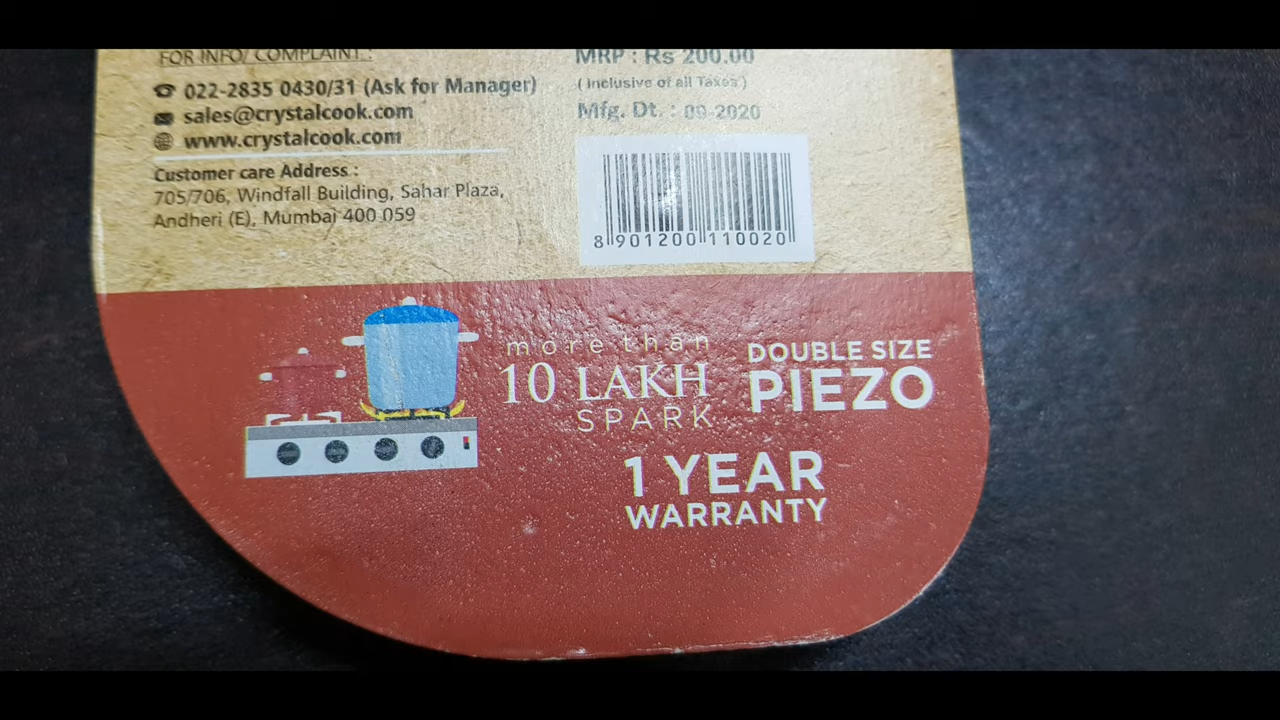 FOR INFO/ COMPLAINT :
022-2835 0430/31 (Ask for Manager)
sales@crystalcook.com
www.crystalcook.com
Customer care Address :
705/706, Windfall Building, Sahar Plaza,
Andheri (E), Mumbai 400 059
MRP : Rs 200.00
( Inclusive of all Taxes )
Mfg. Dt. : 09-2020
8 901200 110020
more than
10 LAKH
SPARK
DOUBLE SIZE
PIEZO
1 YEAR
WARRANTY